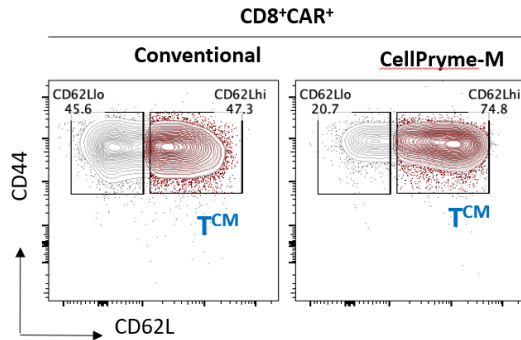 CD8⁺CAR⁺
Conventional
CellPryme-M
CD62Llo
45.6
CD62Lhi
47.3
CD62Llo
20.7
CD62Lhi
74.8
CD44
T^CM
T^CM
CD62L